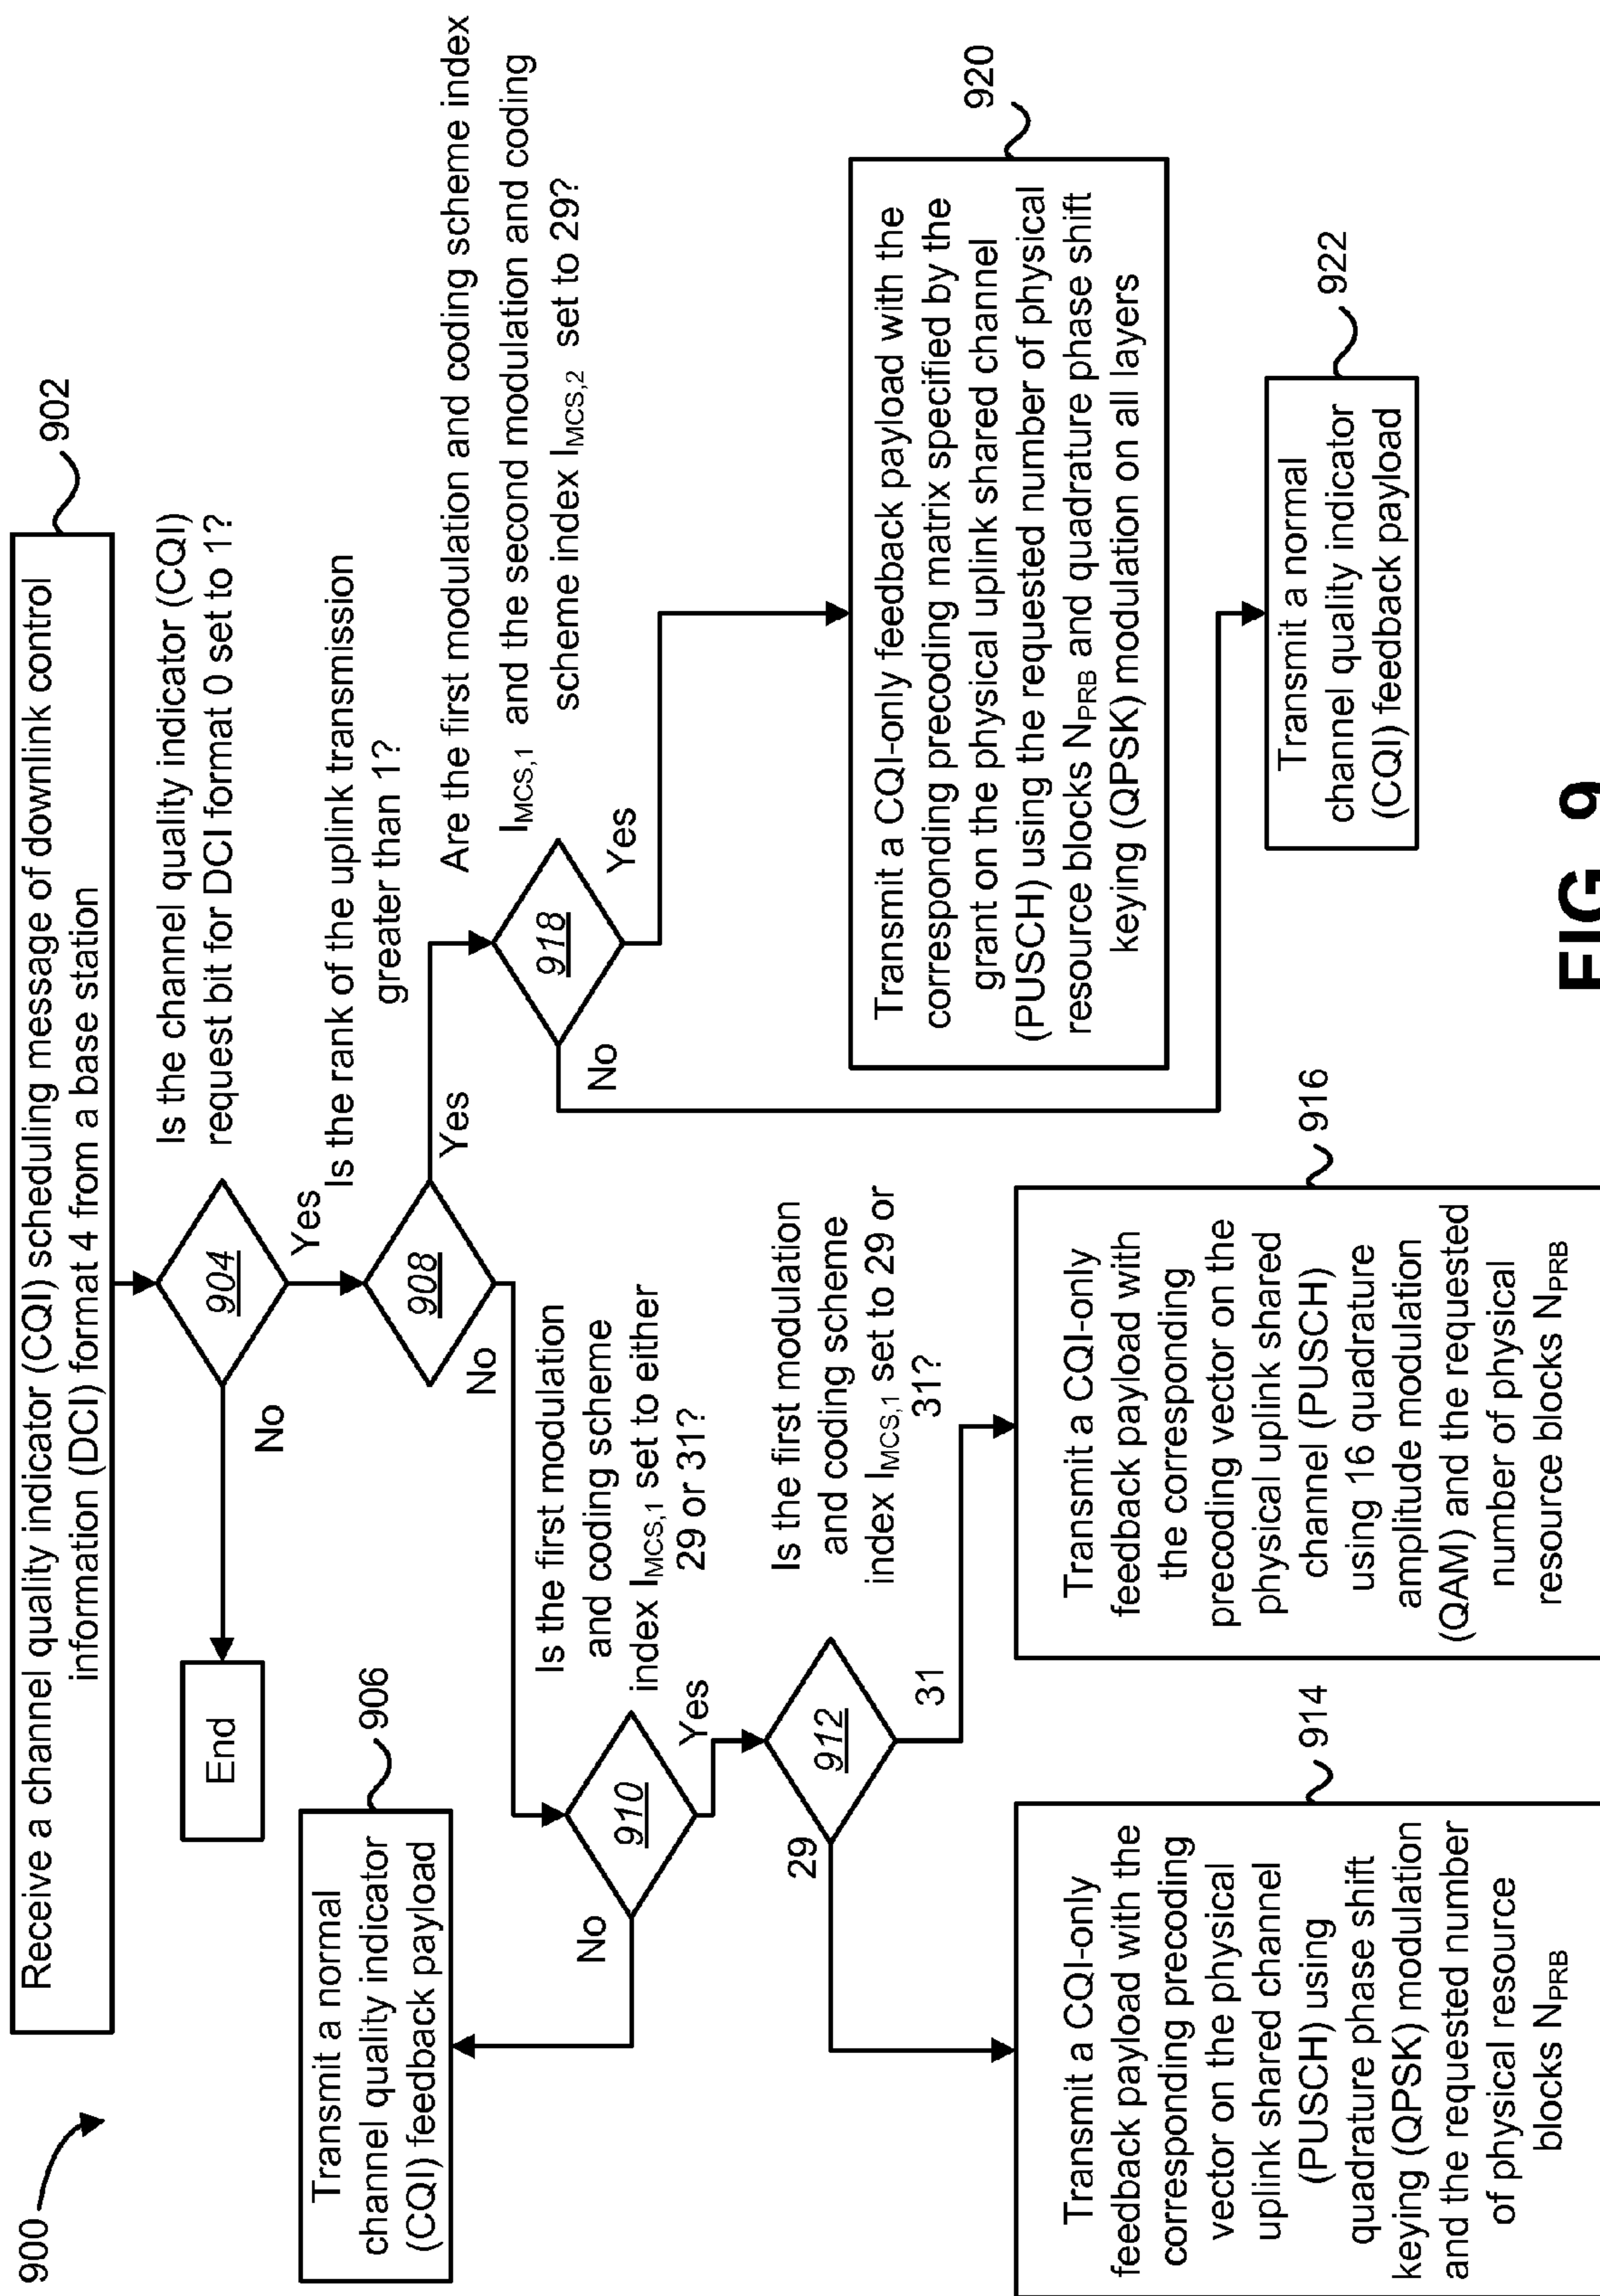 900
Receive a channel quality indicator (CQI) scheduling message of downlink control
information (DCI) format 4 from a base station
902
Is the channel quality indicator (CQI)
request bit for DCI format 0 set to 1?
904
No
Yes
End
Is the rank of the uplink transmission
greater than 1?
908
Yes
No
Are the first modulation and coding scheme index
I_MCS,1 and the second modulation and coding
scheme index I_MCS,2 set to 29?
918
Yes
No
Transmit a normal
channel quality indicator
(CQI) feedback payload
906
Is the first modulation
and coding scheme
index I_MCS,1 set to either
29 or 31?
910
No
Yes
Is the first modulation
and coding scheme
index I_MCS,1 set to 29 or
31?
912
29
31
Transmit a CQI-only feedback payload with the
corresponding precoding matrix specified by the
grant on the physical uplink shared channel
(PUSCH) using the requested number of physical
resource blocks N_PRB and quadrature phase shift
keying (QPSK) modulation on all layers
920
Transmit a CQI-only
feedback payload with the
corresponding precoding
vector on the physical
uplink shared channel
(PUSCH) using
quadrature phase shift
keying (QPSK) modulation
and the requested number
of physical resource
blocks N_PRB
914
Transmit a CQI-only
feedback payload with
the corresponding
precoding vector on the
physical uplink shared
channel (PUSCH)
using 16 quadrature
amplitude modulation
(QAM) and the requested
number of physical
resource blocks N_PRB
916
Transmit a normal
channel quality indicator
(CQI) feedback payload
922
FIG. 9